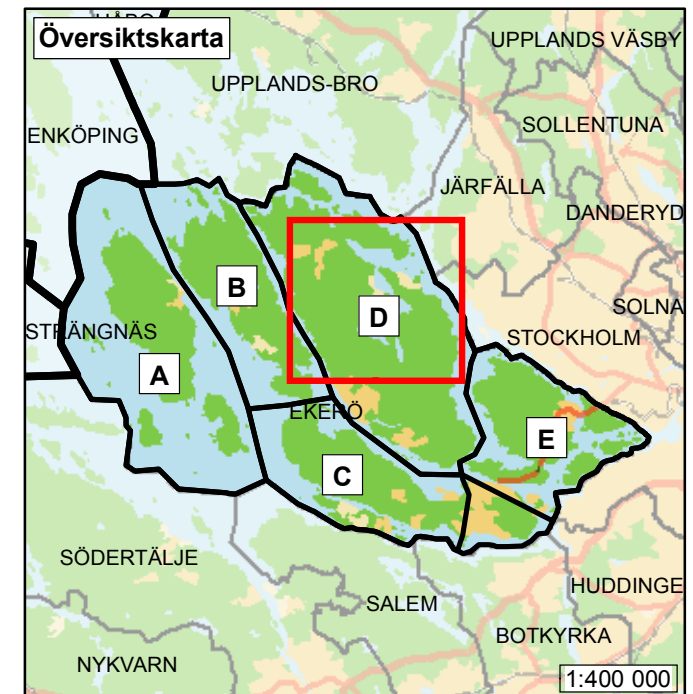 HÅBO
Översiktskarta
UPPLANDS VÄSBY
UPPLANDS-BRO
SOLLENTUNA
ENKÖPING
JÄRFÄLLA
DANDERYD
B
SOLNA
D
STRÄNGNÄS
STOCKHOLM
A
EKERÖ
E
C
SÖDERTÄLJE
HUDDINGE
SALEM
BOTKYRKA
NYKVARN
1:400 000